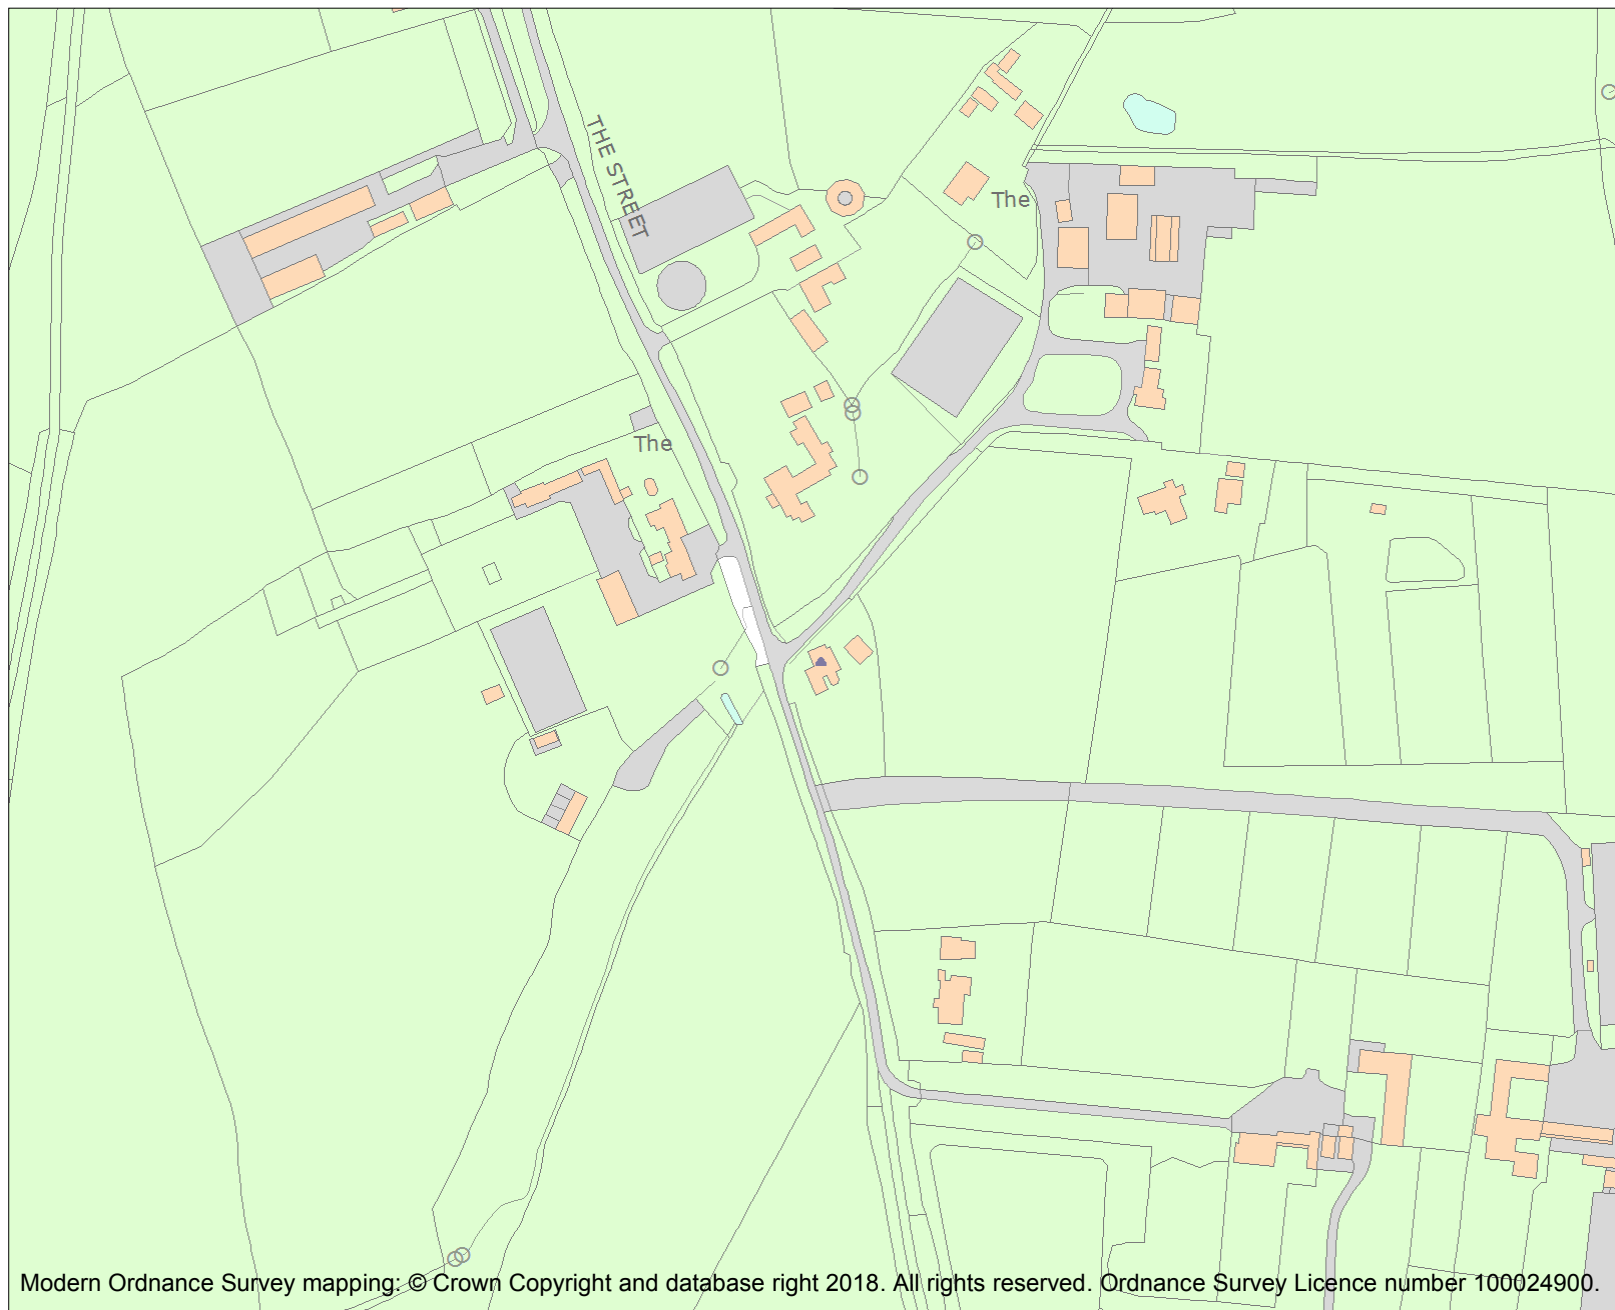 THE STREET
The
The
Modern Ordnance Survey mapping: © Crown Copyright and database right 2018. All rights reserved. Ordnance Survey Licence number 100024900.